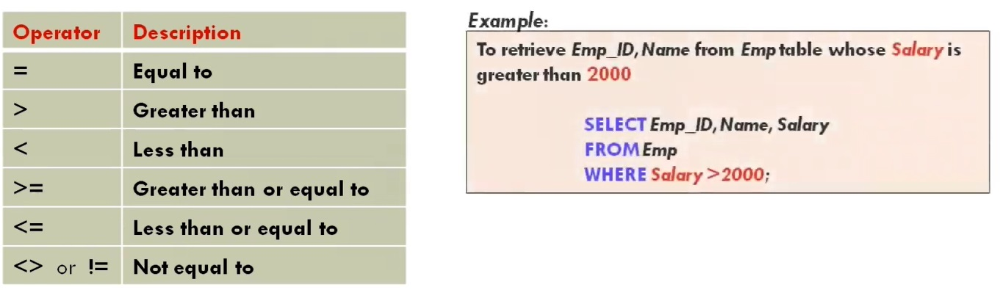 Operator Description
= Equal to
> Greater than
< Less than
>= Greater than or equal to
<= Less than or equal to
<> or != Not equal to
Example:
To retrieve Emp_ID, Name from Emp table whose Salary is
greater than 2000
SELECT Emp_ID, Name, Salary
FROM Emp
WHERE Salary >2000;